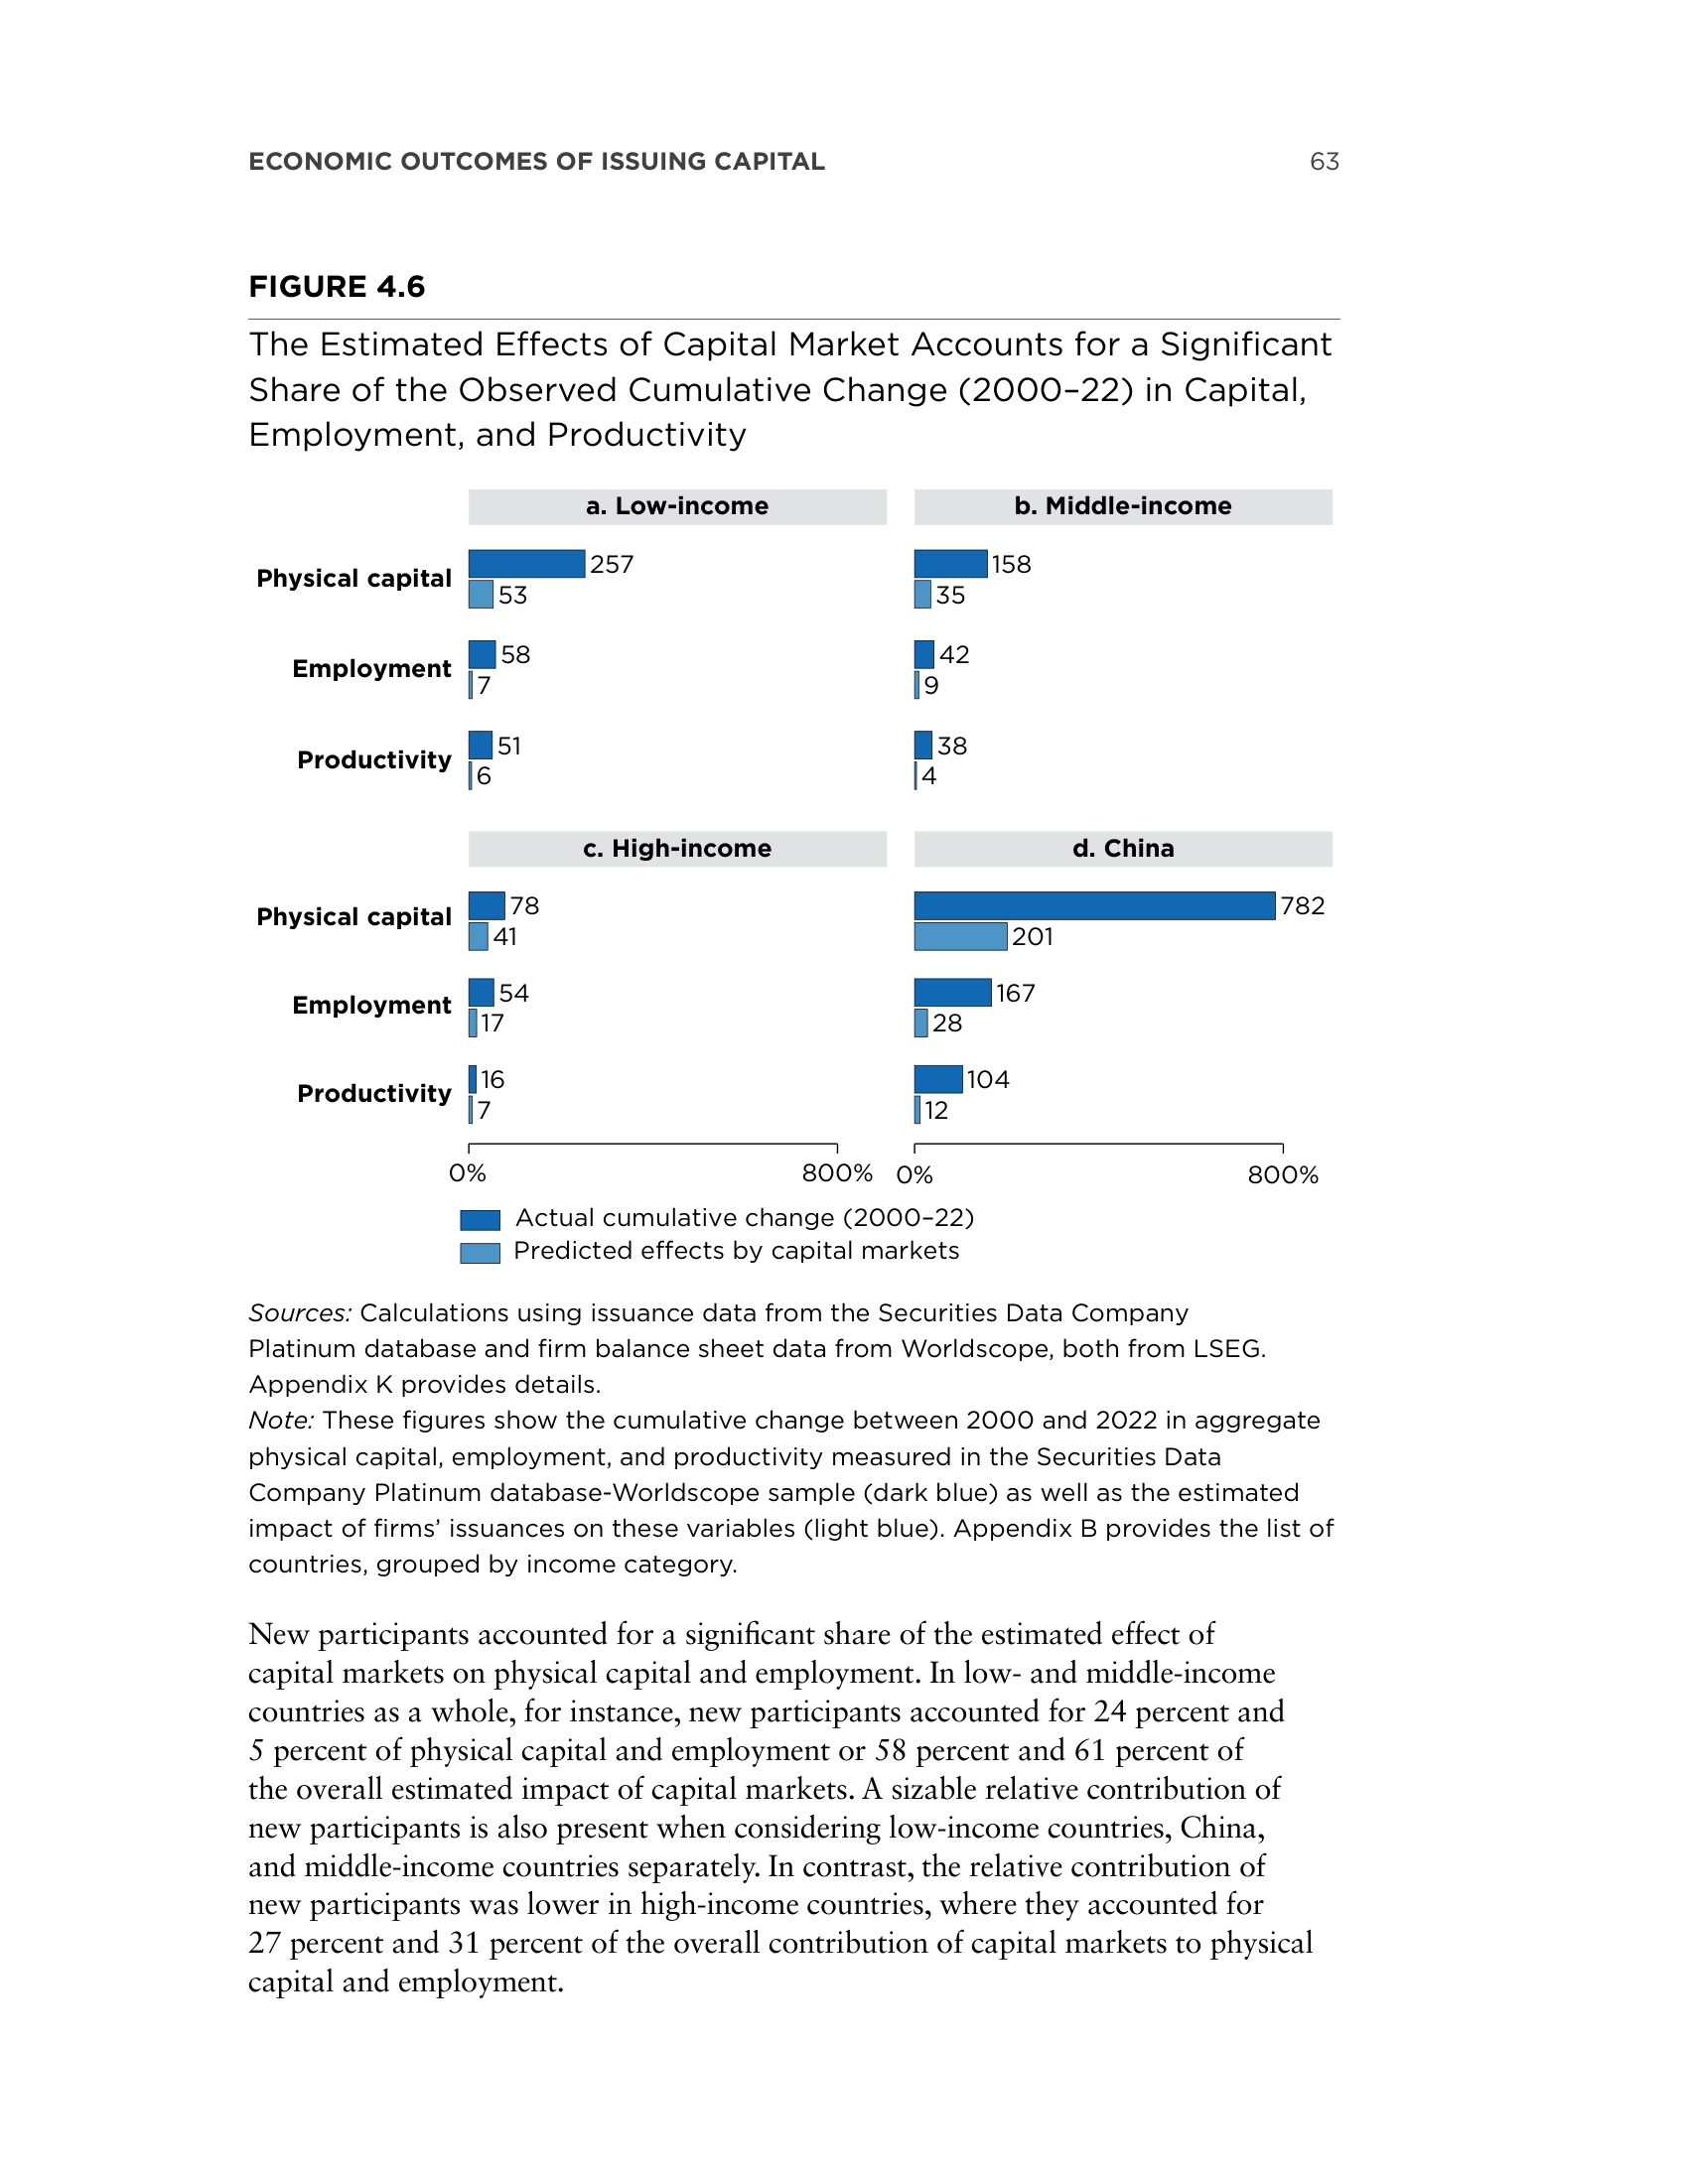 ECONOMIC OUTCOMES OF ISSUING CAPITAL 63
FIGURE 4.6
The Estimated Effects of Capital Market Accounts for a Significant
Share of the Observed Cumulative Change (2000–22) in Capital,
Employment, and Productivity
a. Low-income b. Middle-income
Physical capital 257 158
53 35
Employment 58 42
7 9
Productivity 51 38
6 4
c. High-income d. China
Physical capital 78 782
41 201
Employment 54 167
17 28
Productivity 16 104
7 12
0% 800% 0% 800%
Actual cumulative change (2000–22)
Predicted effects by capital markets
Sources: Calculations using issuance data from the Securities Data Company
Platinum database and firm balance sheet data from Worldscope, both from LSEG.
Appendix K provides details.
Note: These figures show the cumulative change between 2000 and 2022 in aggregate
physical capital, employment, and productivity measured in the Securities Data
Company Platinum database-Worldscope sample (dark blue) as well as the estimated
impact of firms’ issuances on these variables (light blue). Appendix B provides the list of
countries, grouped by income category.
New participants accounted for a significant share of the estimated effect of
capital markets on physical capital and employment. In low- and middle-income
countries as a whole, for instance, new participants accounted for 24 percent and
5 percent of physical capital and employment or 58 percent and 61 percent of
the overall estimated impact of capital markets. A sizable relative contribution of
new participants is also present when considering low-income countries, China,
and middle-income countries separately. In contrast, the relative contribution of
new participants was lower in high-income countries, where they accounted for
27 percent and 31 percent of the overall contribution of capital markets to physical
capital and employment.